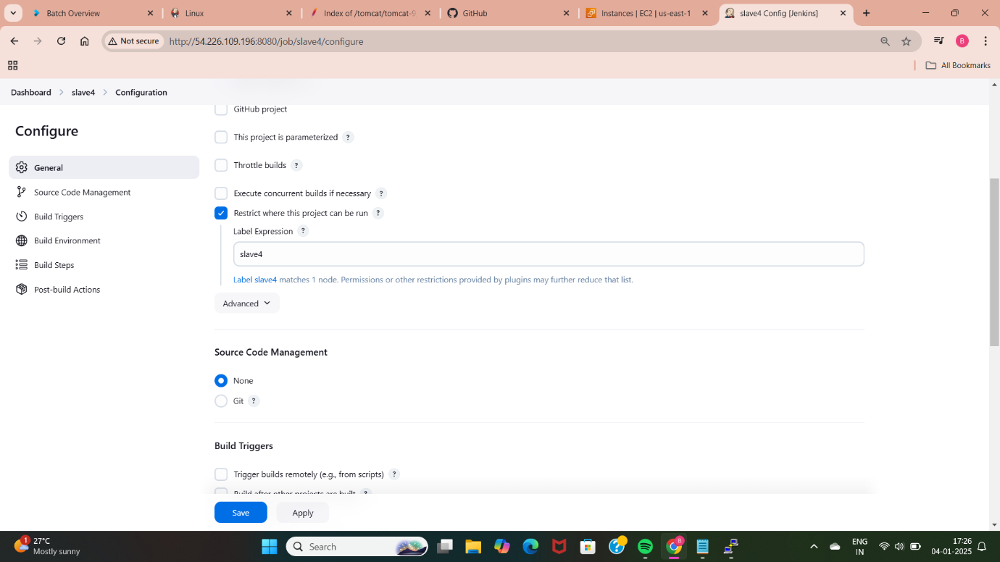 Batch Overview
Linux
Index of /tomcat/tomcat-9
GitHub
Instances | EC2 | us-east-1
slave4 Config [Jenkins]
Not secure
http://54.226.109.196:8080/job/slave4/configure
B
All Bookmarks
Dashboard
slave4
Configuration
Configure
General
Source Code Management
Build Triggers
Build Environment
Build Steps
Post-build Actions
GitHub project
This project is parameterized ?
Throttle builds ?
Execute concurrent builds if necessary ?
Restrict where this project can be run ?
Label Expression ?
slave4
Label slave4 matches 1 node. Permissions or other restrictions provided by plugins may further reduce that list.
Advanced
Source Code Management
None
Git ?
Build Triggers
Trigger builds remotely (e.g., from scripts) ?
Build after other projects are built ?
Save
Apply
1
27°C
Mostly sunny
Search
B
ENG
IN
17:26
04-01-2025